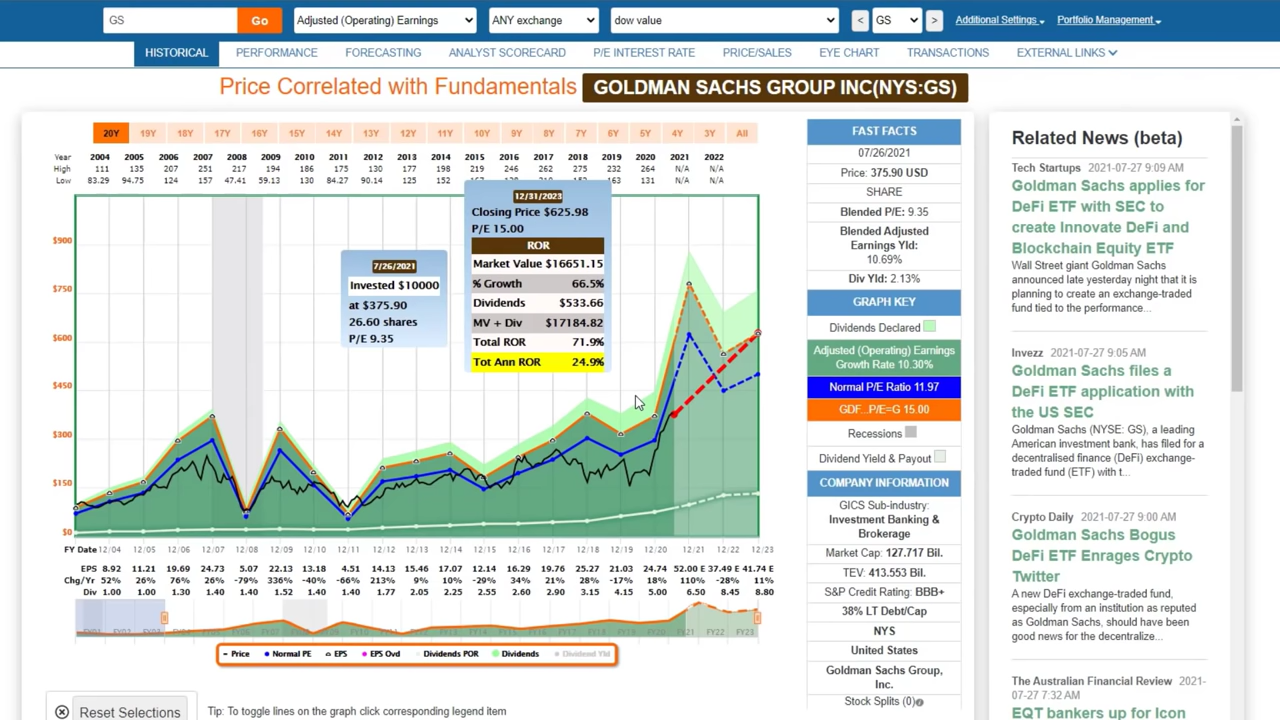 GS Go Adjusted (Operating) Earnings ANY exchange dow value < GS > Additional Settings Portfolio Management
HISTORICAL PERFORMANCE FORECASTING ANALYST SCORECARD P/E INTEREST RATE PRICE/SALES EYE CHART TRANSACTIONS EXTERNAL LINKS
Price Correlated with Fundamentals GOLDMAN SACHS GROUP INC(NYS:GS)
20Y 19Y 18Y 17Y 16Y 15Y 14Y 13Y 12Y 11Y 10Y 9Y 8Y 7Y 6Y 5Y 4Y 3Y All
Year 2004 2005 2006 2007 2008 2009 2010 2011 2012 2013 2014 2015 2016 2017 2018 2019 2020 2021 2022
High 111 135 207 251 216 194 186 175 130 177 198 219 246 262 275 232 264 N/A N/A
Low 83.29 94.75 124 157 47.41 59.13 130 84.27 90.14 125 152 163 131 N/A N/A
12/31/2023
Closing Price $625.98
P/E 15.00
ROR
Market Value $16651.15
% Growth 66.5%
Dividends $533.66
MV + Div $17184.82
Total ROR 71.9%
Tot Ann ROR 24.9%
7/26/2021
Invested $10000
at $375.90
26.60 shares
P/E 9.35
$900
$750
$600
$450
$300
$150
$0
FY Date 12/04 12/05 12/06 12/07 12/08 12/09 12/10 12/11 12/12 12/13 12/14 12/15 12/16 12/17 12/18 12/19 12/20 12/21 12/22 12/23
EPS 8.92 11.21 19.69 24.73 5.07 22.13 13.18 4.51 14.13 15.46 17.07 12.14 16.29 19.76 25.27 21.03 24.74 52.00 E 37.49 E 41.74 E
Chg/Yr 52% 26% 76% 26% -79% 336% -40% -66% 213% 9% 10% -29% 34% 21% 28% -17% 18% 110% -28% 11%
Div 1.00 1.00 1.30 1.40 1.40 1.52 1.40 1.40 1.77 2.05 2.25 2.55 2.60 2.90 3.15 4.15 5.00 6.50 8.45 8.80
FY03 FY04 FY05 FY06 FY07 FY08 FY09 FY10 FY11 FY12 FY13 FY14 FY15 FY16 FY17 FY18 FY19 FY20 FY21 FY22 FY23
Price Normal PE EPS EPS Ovd Dividends POR Dividends Dividend Yld
Reset Selections
Tip: To toggle lines on the graph click corresponding legend item
FAST FACTS
07/26/2021
Price: 375.90 USD
SHARE
Blended P/E: 9.35
Blended Adjusted
Earnings Yld:
10.69%
Div Yld: 2.13%
GRAPH KEY
Dividends Declared
Adjusted (Operating) Earnings
Growth Rate 10.30%
Normal P/E Ratio 11.97
GDF...P/E=G 15.00
Recessions
Dividend Yield & Payout
COMPANY INFORMATION
GICS Sub-industry:
Investment Banking &
Brokerage
Market Cap: 127.717 Bil.
TEV: 413.553 Bil.
S&P Credit Rating: BBB+
38% LT Debt/Cap
NYS
United States
Goldman Sachs Group,
Inc.
Stock Splits (0)
Related News (beta)
Tech Startups 2021-07-27 9:09 AM
Goldman Sachs applies for
DeFi ETF with SEC to
create Innovate DeFi and
Blockchain Equity ETF
Wall Street giant Goldman Sachs
announced late yesterday night that it is
planning to create an exchange-traded
fund tied to the performance...
Invezz 2021-07-27 9:05 AM
Goldman Sachs files a
DeFi ETF application with
the US SEC
Goldman Sachs (NYSE: GS), a leading
American investment bank, has filed for a
decentralised finance (DeFi) exchange-
traded fund (ETF) with t...
Crypto Daily 2021-07-27 9:00 AM
Goldman Sachs Bogus
DeFi ETF Enrages Crypto
Twitter
A new DeFi exchange-traded fund,
especially from an institution as reputed
as Goldman Sachs, should have been
good news for the decentralize...
The Australian Financial Review 2021-
07-27 7:32 AM
EQT bankers up for Icon